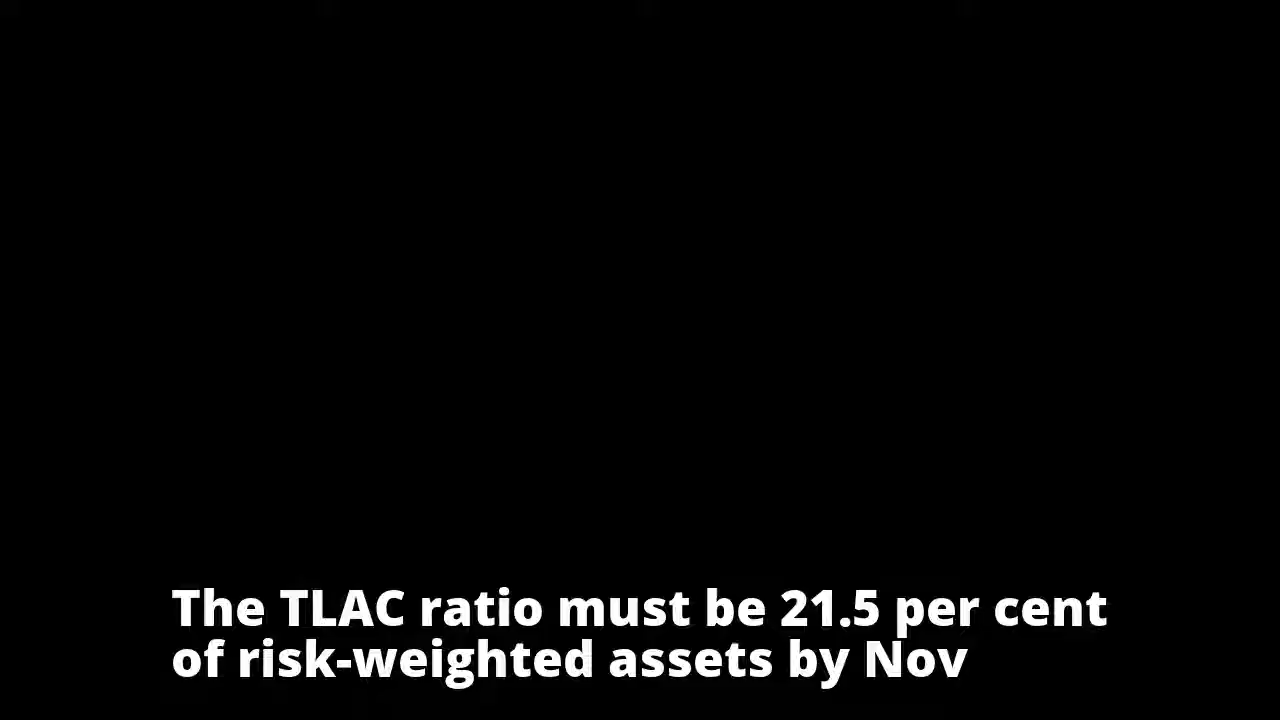 The TLAC ratio must be 21.5 per cent
of risk-weighted assets by Nov